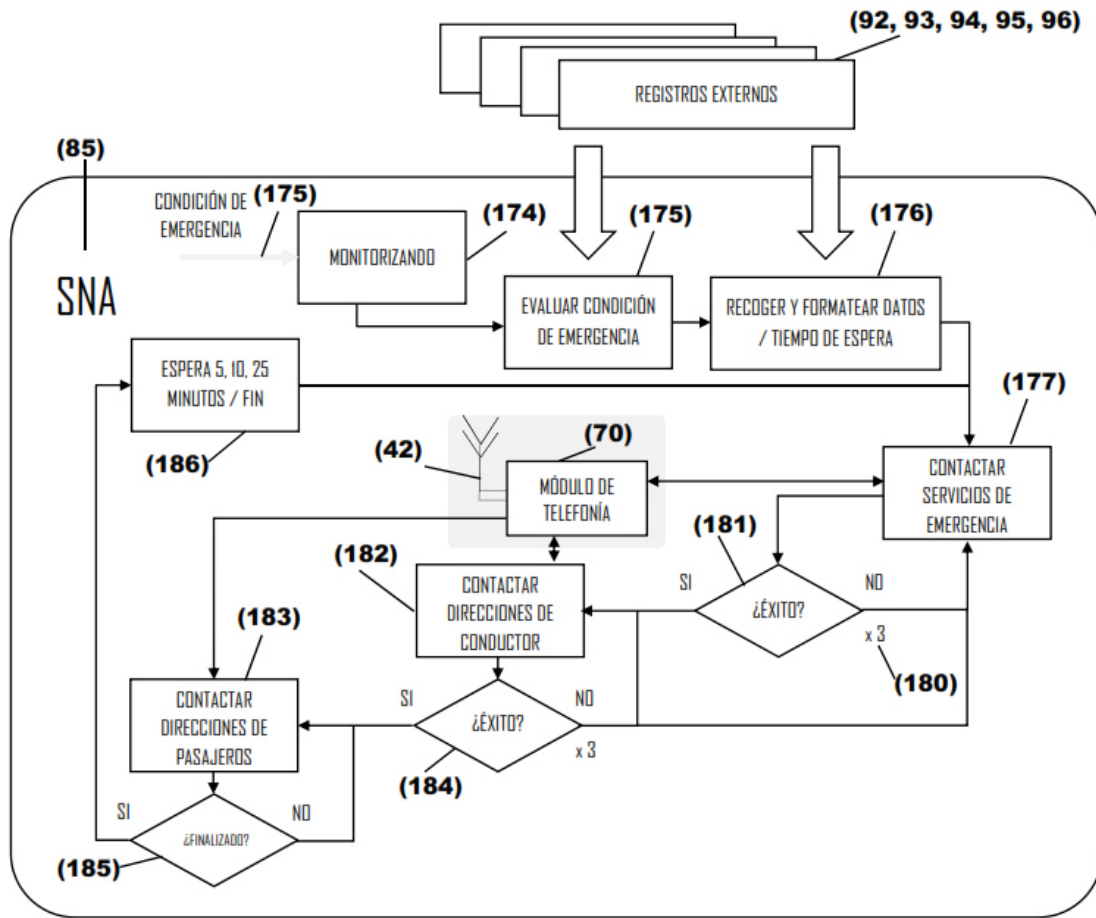 (92, 93, 94, 95, 96)
REGISTROS EXTERNOS
(85)
CONDICIÓN DE
EMERGENCIA
(175)
MONITORIZANDO
(174)
(175)
(176)
SNA
EVALUAR CONDICIÓN
DE EMERGENCIA
RECOGER Y FORMATEAR DATOS
/ TIEMPO DE ESPERA
ESPERA 5, 10, 25
MINUTOS / FIN
(186)
(42)
(70)
MÓDULO DE
TELEFONÍA
(177)
CONTACTAR
SERVICIOS DE
EMERGENCIA
(181)
SI
¿ÉXITO?
NO
x 3
(180)
(182)
CONTACTAR
DIRECCIONES DE
CONDUCTOR
(183)
CONTACTAR
DIRECCIONES DE
PASAJEROS
SI
¿ÉXITO?
NO
x 3
(184)
SI
¿FINALIZADO?
NO
(185)